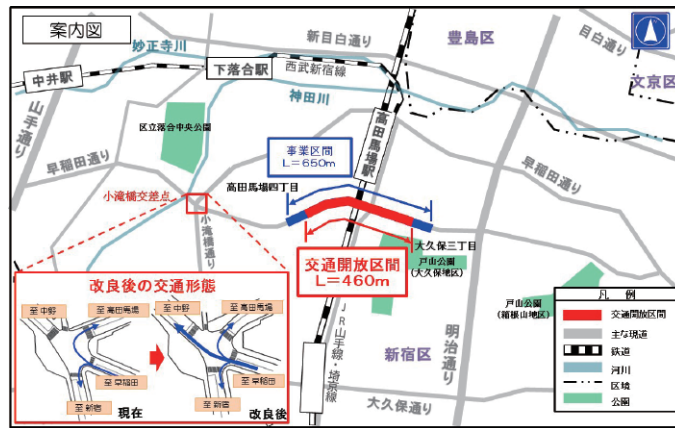 案内図
新目白通り
豊島区
目白通り
妙正寺川
中井駅
下落合駅
西武新宿線
文京区
神田川
山手通り
区立落合中央公園
高田馬場駅
早稲田通り
事業区間
L=650m
早稲田通り
高田馬場四丁目
小滝橋交差点
小滝橋通り
大久保三丁目
交通開放区間
L=460m
戸山公園
(大久保地区)
戸山公園
(箱根山地区)
JR山手線・埼京線
明治通り
新宿区
大久保通り
改良後の交通形態
至 中野
至 高田馬場
至 早稲田
至 新宿
現在
至 中野
至 高田馬場
至 早稲田
至 新宿
改良後
凡 例
交通開放区間
主な現道
鉄道
河川
区境
公園